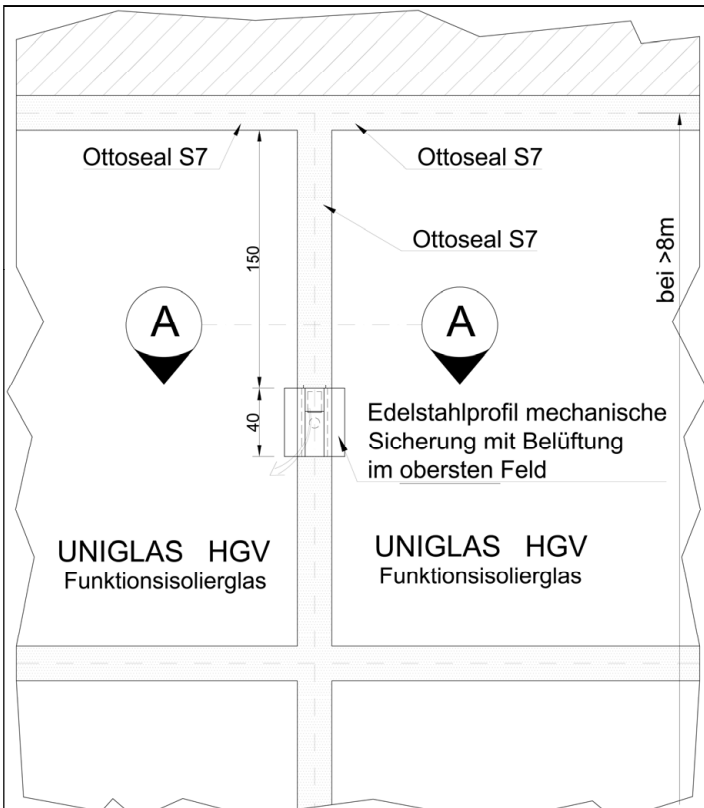 Ottoseal S7
Ottoseal S7
Ottoseal S7
150
bei >8m
A
A
40
Edelstahlprofil mechanische
Sicherung mit Belüftung
im obersten Feld
UNIGLAS HGV
Funktionsisolierglas
UNIGLAS HGV
Funktionsisolierglas